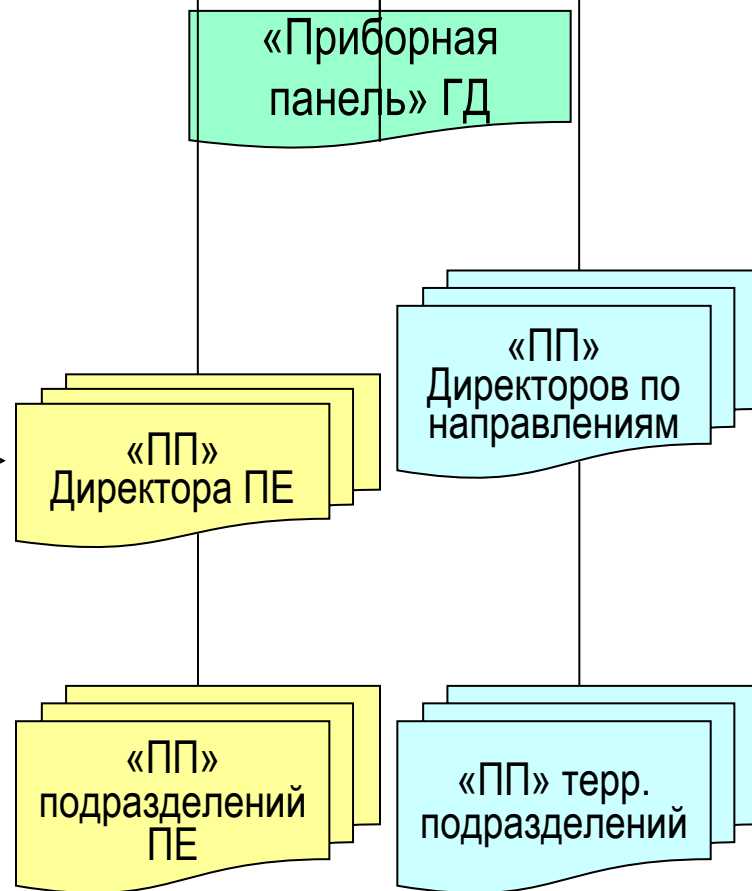 «Приборная
панель» ГД
«ПП»
Директоров по
направлениям
«ПП»
Директора ПЕ
«ПП»
подразделений
ПЕ
«ПП» терр.
подразделений